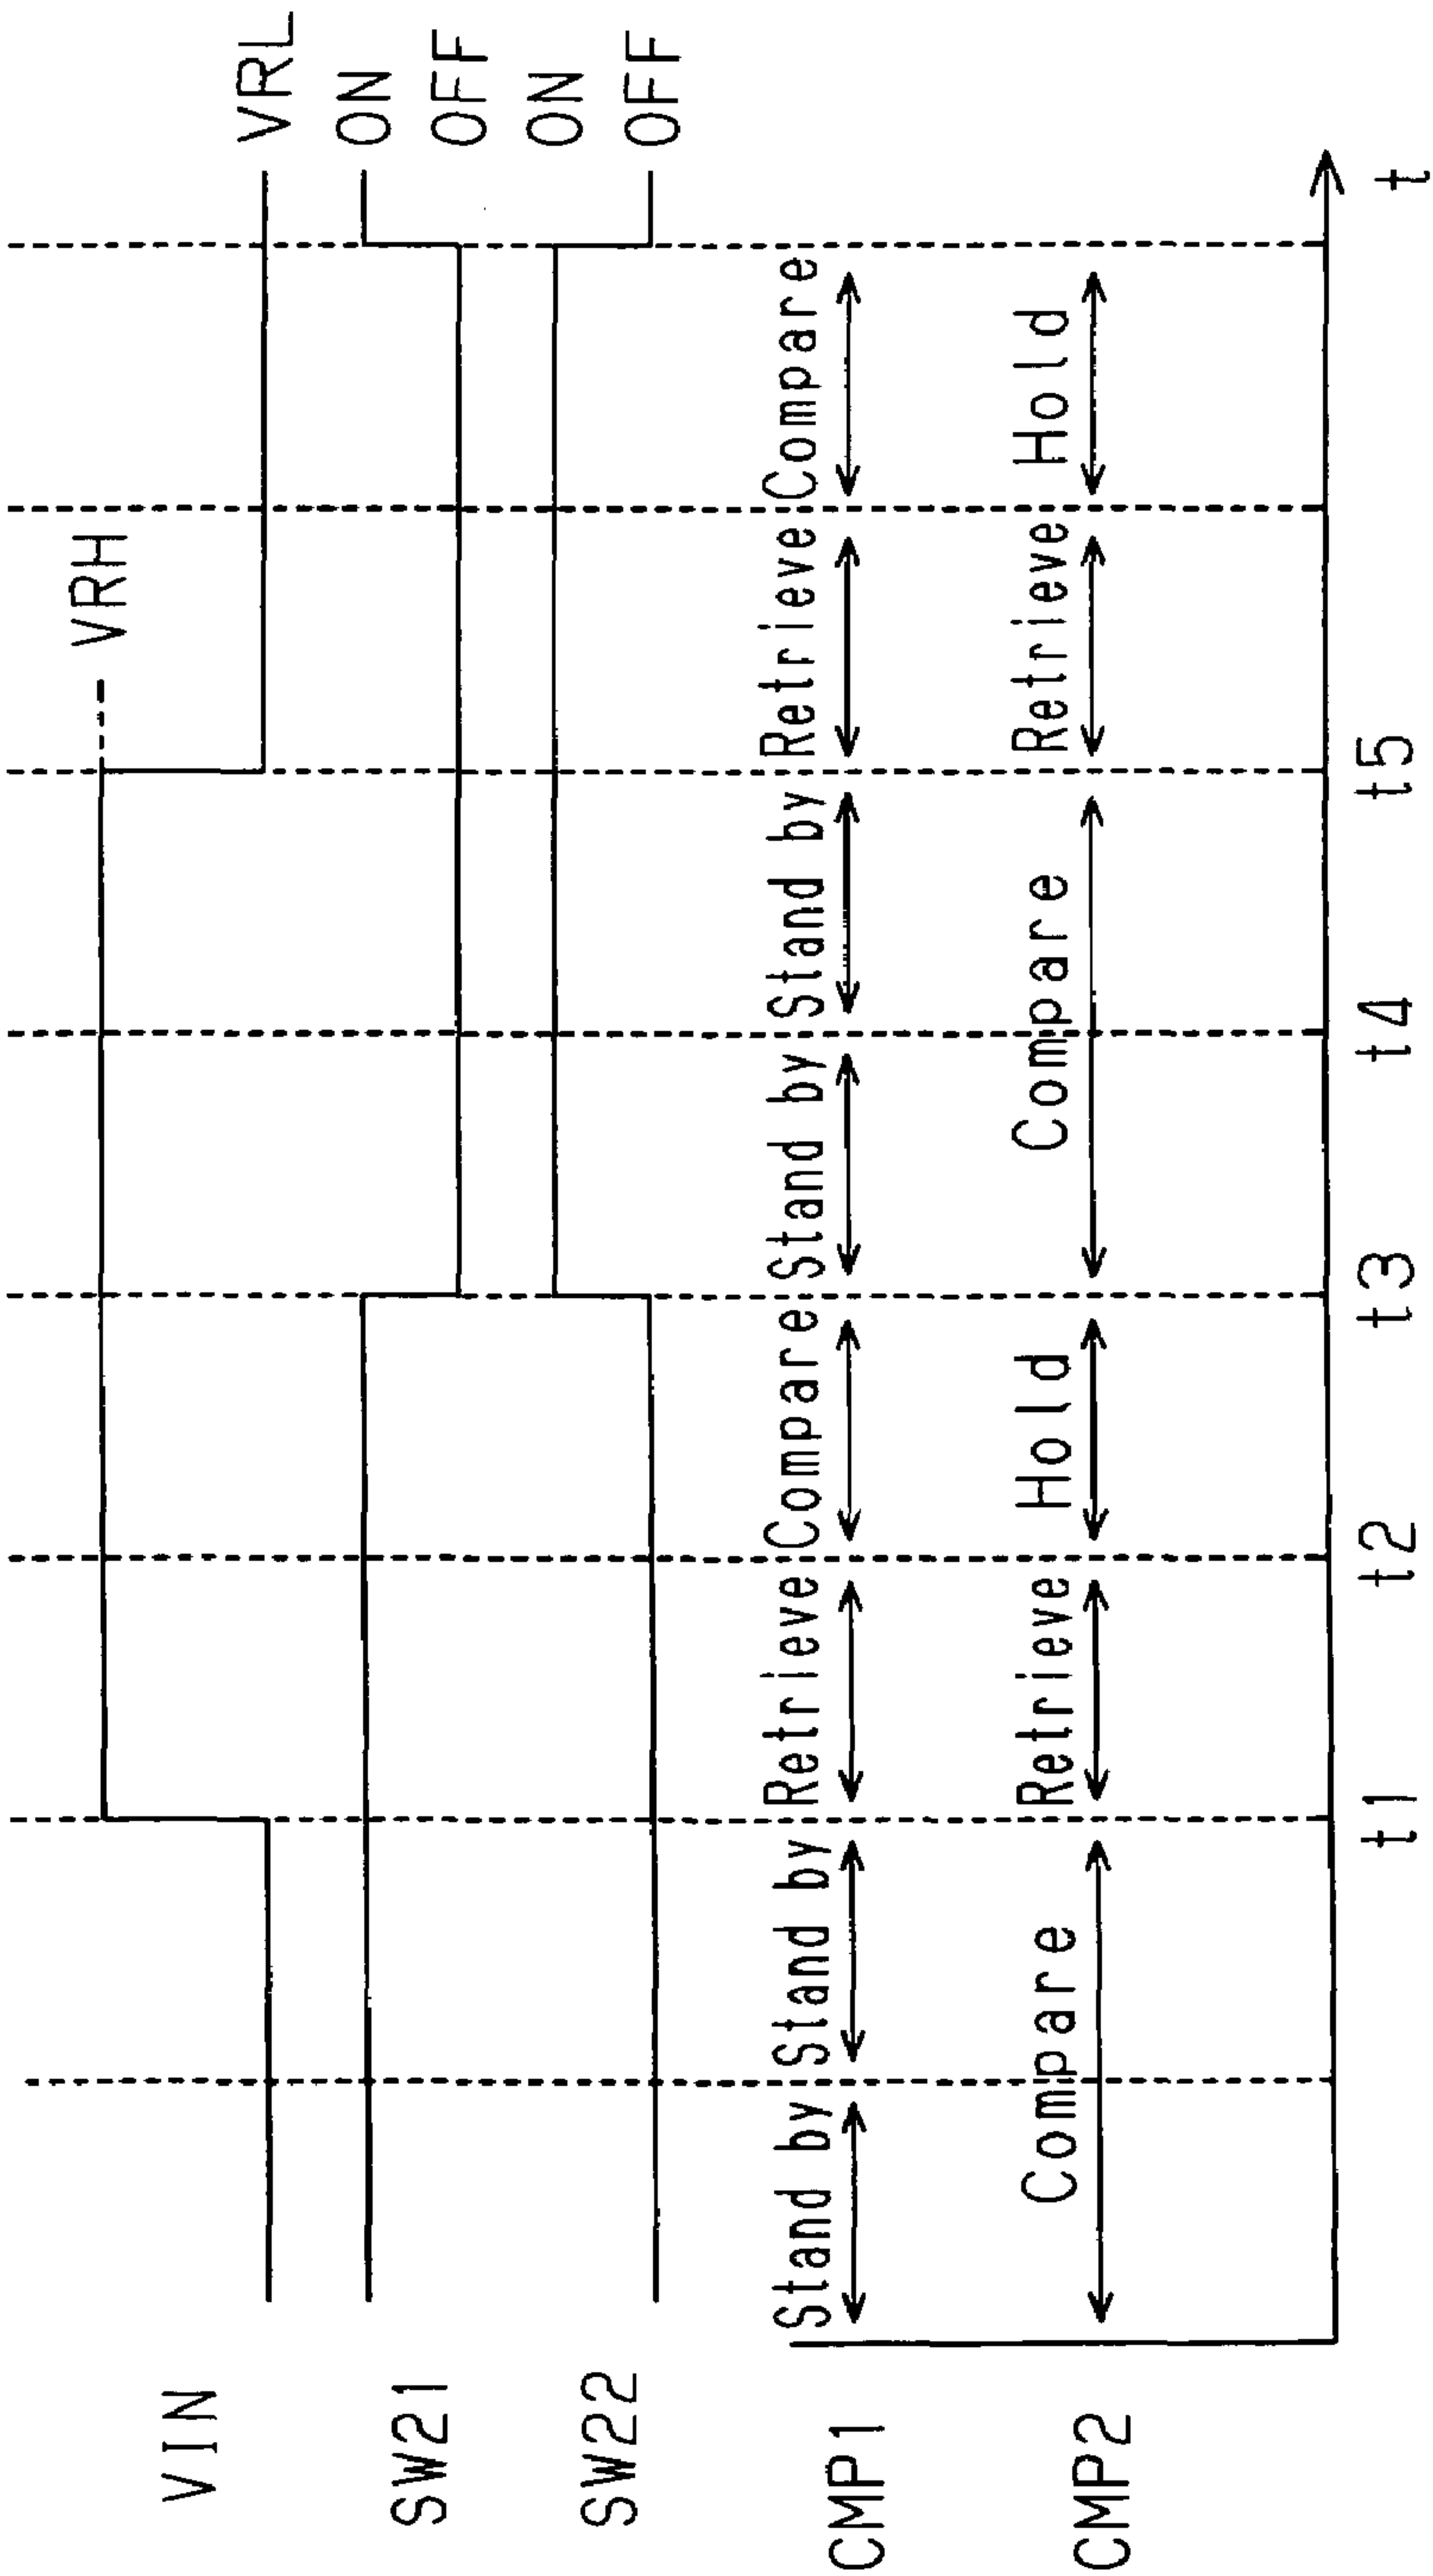 VRH
VIN
VRL
SW21
ON
OFF
SW22
ON
OFF
CMP1 Stand by Stand by Retrieve Compare Stand by Stand by Retrieve Compare
CMP2 Compare Retrieve Hold Compare Retrieve Hold
t1 t2 t3 t4 t5 t